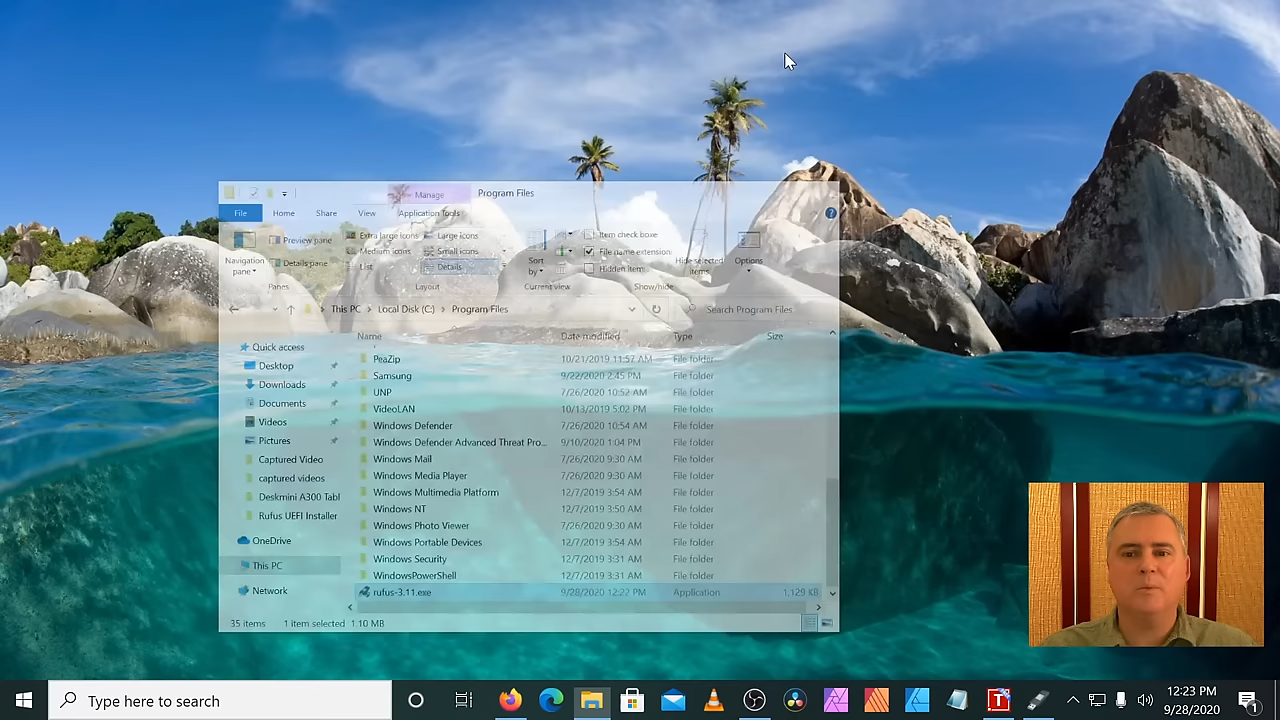 Manage
Program Files
File
Home
Share
View
Application Tools
Navigation pane
Preview pane
Details pane
Extra large icons
Large icons
Medium icons
Small icons
List
Details
Sort by
Item check boxe
File name extension:
Hidden item
Hide selected items
Options
Panes
Layout
Current view
Show/hide
This PC
Local Disk (C:)
Program Files
Search Program Files
Name
Date modified
Type
Size
Quick access
Desktop
Downloads
Documents
Videos
Pictures
Captured Video
captured videos
Deskmini A300 Tabl
Rufus UEFI Installer
OneDrive
This PC
Network
PeaZip 10/21/2019 11:57 AM File folder
Samsung 9/22/2020 2:45 PM File folder
UNP 7/26/2020 10:52 AM File folder
VideoLAN 10/13/2019 5:02 PM File folder
Windows Defender 7/26/2020 10:54 AM File folder
Windows Defender Advanced Threat Pro... 9/10/2020 1:04 PM File folder
Windows Mail 7/26/2020 9:30 AM File folder
Windows Media Player 7/26/2020 9:30 AM File folder
Windows Multimedia Platform 12/7/2019 3:54 AM File folder
Windows NT 12/7/2019 3:50 AM File folder
Windows Photo Viewer 7/26/2020 9:30 AM File folder
Windows Portable Devices 12/7/2019 3:54 AM File folder
Windows Security 12/7/2019 3:31 AM File folder
WindowsPowerShell 12/7/2019 3:31 AM File folder
rufus-3.11.exe 9/28/2020 12:22 PM Application 1,129 KB
35 items 1 item selected 1.10 MB
Type here to search
T
12:23 PM
9/28/2020
1